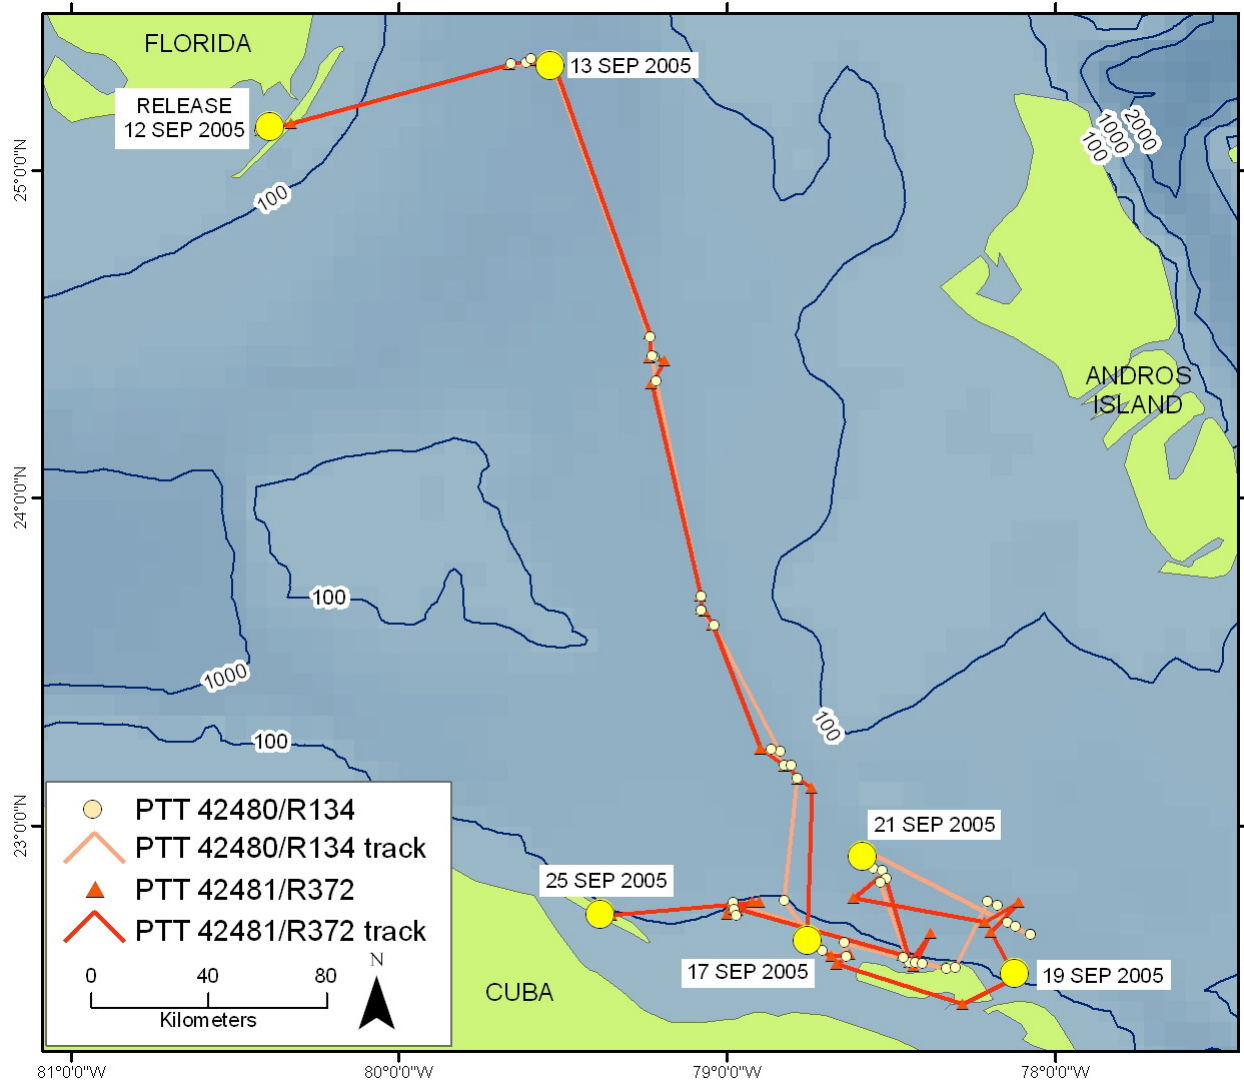 FLORIDA
13 SEP 2005
RELEASE
12 SEP 2005
2000
1000
100
25°0'0"N
100
ANDROS
ISLAND
24°0'0"N
100
1000
100
100
PTT 42480/R134
PTT 42480/R134 track
PTT 42481/R372
PTT 42481/R372 track
0 40 80
Kilometers
N
23°0'0"N
21 SEP 2005
25 SEP 2005
17 SEP 2005
19 SEP 2005
CUBA
81°0'0"W 80°0'0"W 79°0'0"W 78°0'0"W